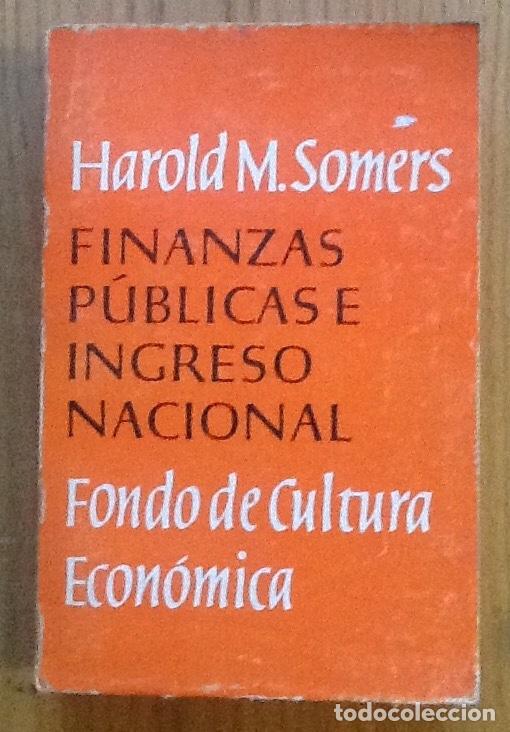 Harold M. Somers
FINANZAS
PÚBLICAS E
INGRESO
NACIONAL
Fondo de Cultura
Económica
todocoleccion